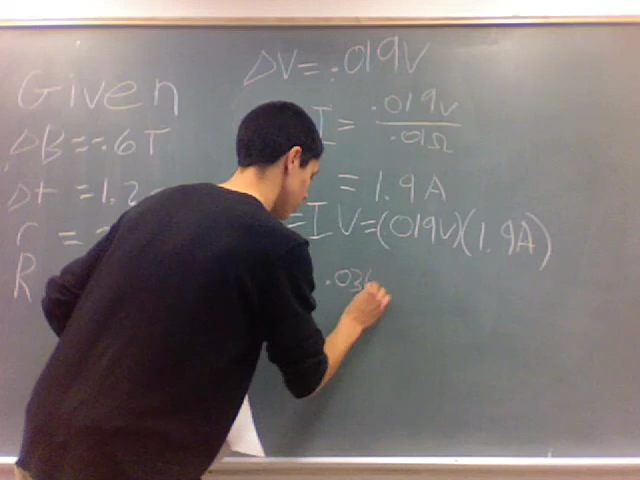 Given
ΔB = -.6T
Δt = 1.2
r =
R
ΔV = .019V
I = .019V / .01Ω
= 1.9A
= IV = (.019V)(1.9A)
.036